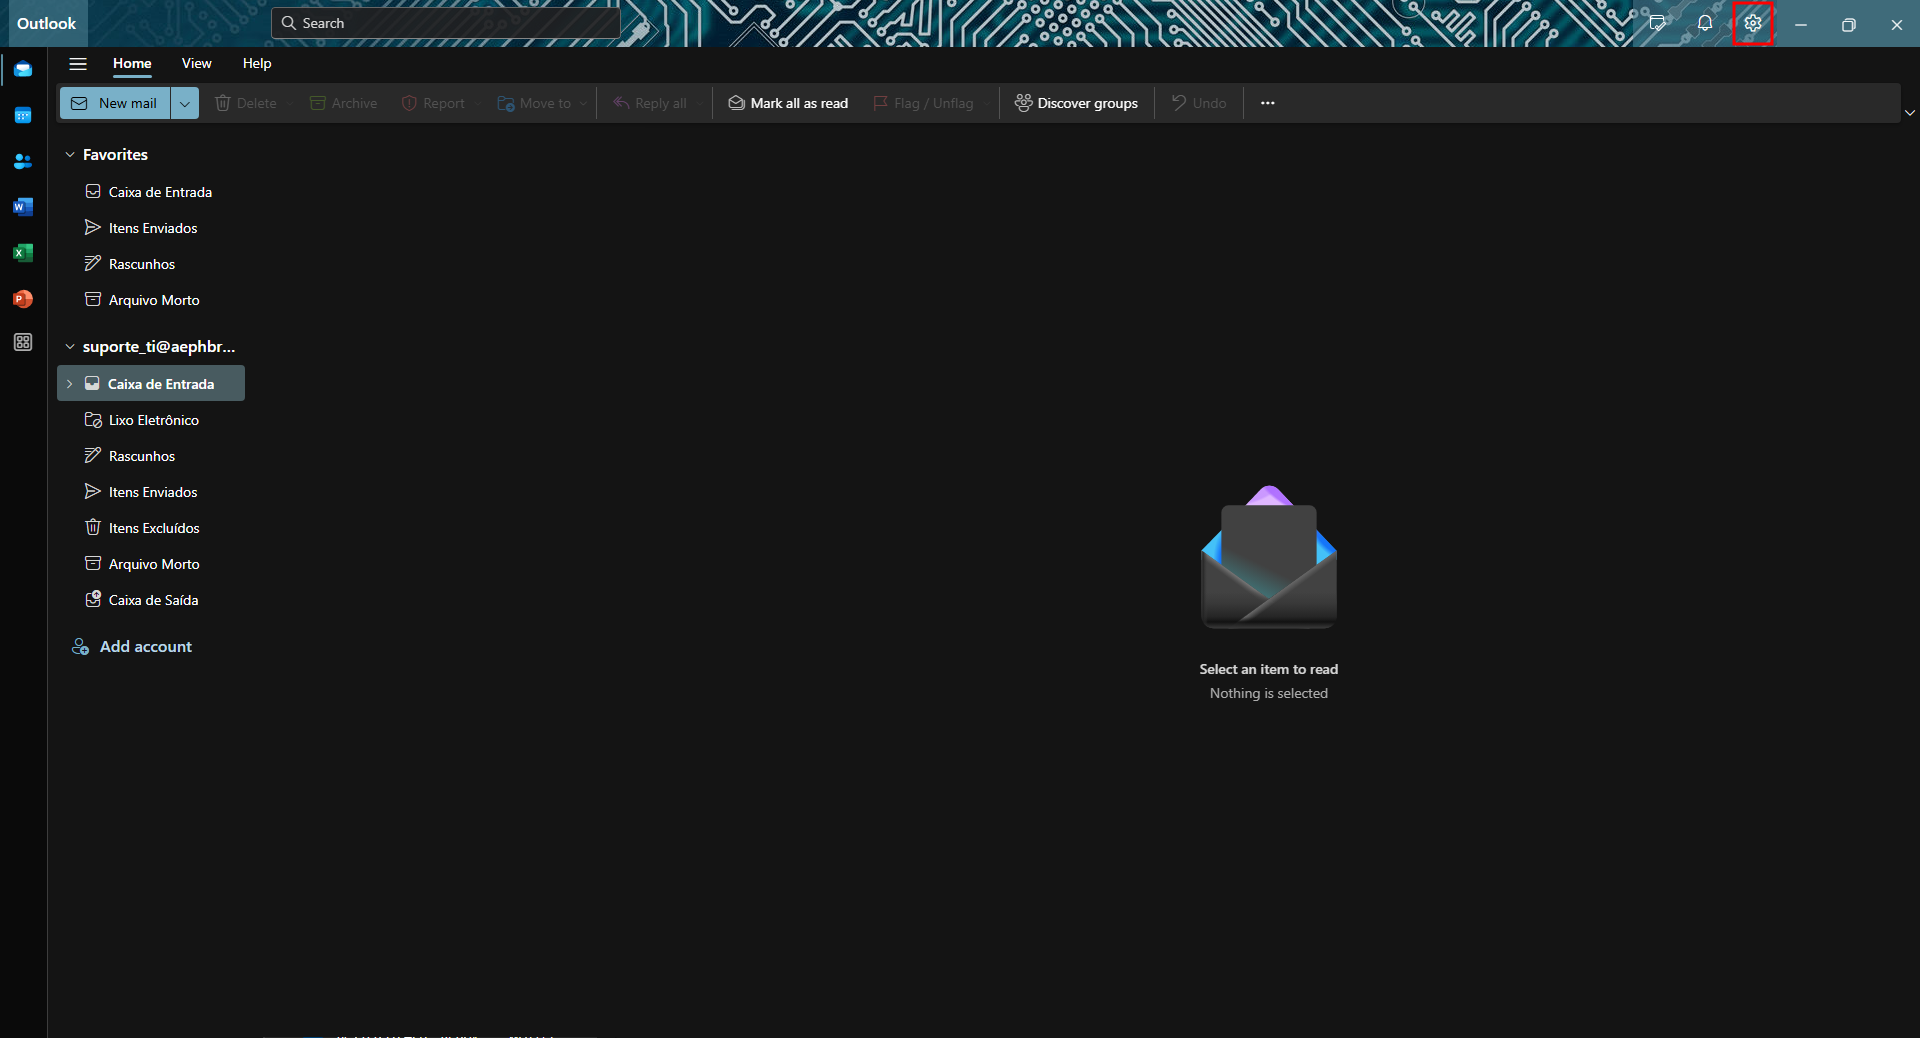 Outlook
Search
Home View Help
New mail Delete Archive Report Move to Reply all Mark all as read Flag / Unflag Discover groups Undo
Favorites
Caixa de Entrada
Itens Enviados
Rascunhos
Arquivo Morto
suporte_ti@aephbr...
Caixa de Entrada
Lixo Eletrônico
Rascunhos
Itens Enviados
Itens Excluídos
Arquivo Morto
Caixa de Saída
Add account
Select an item to read
Nothing is selected